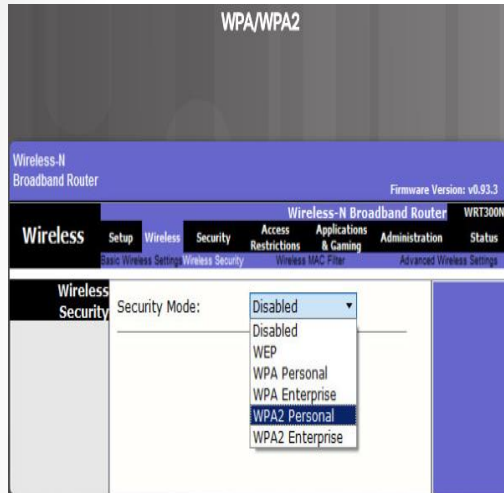 WPA/WPA2
Wireless-N
Broadband Router
Firmware Version: v0.93.3
Wireless-N Broadband Router WRT300N
Wireless
Setup Wireless Security Access Restrictions Applications & Gaming Administration Status
Basic Wireless Settings Wireless Security Wireless MAC Filter Advanced Wireless Settings
Wireless
Security
Security Mode: Disabled
Disabled
WEP
WPA Personal
WPA Enterprise
WPA2 Personal
WPA2 Enterprise